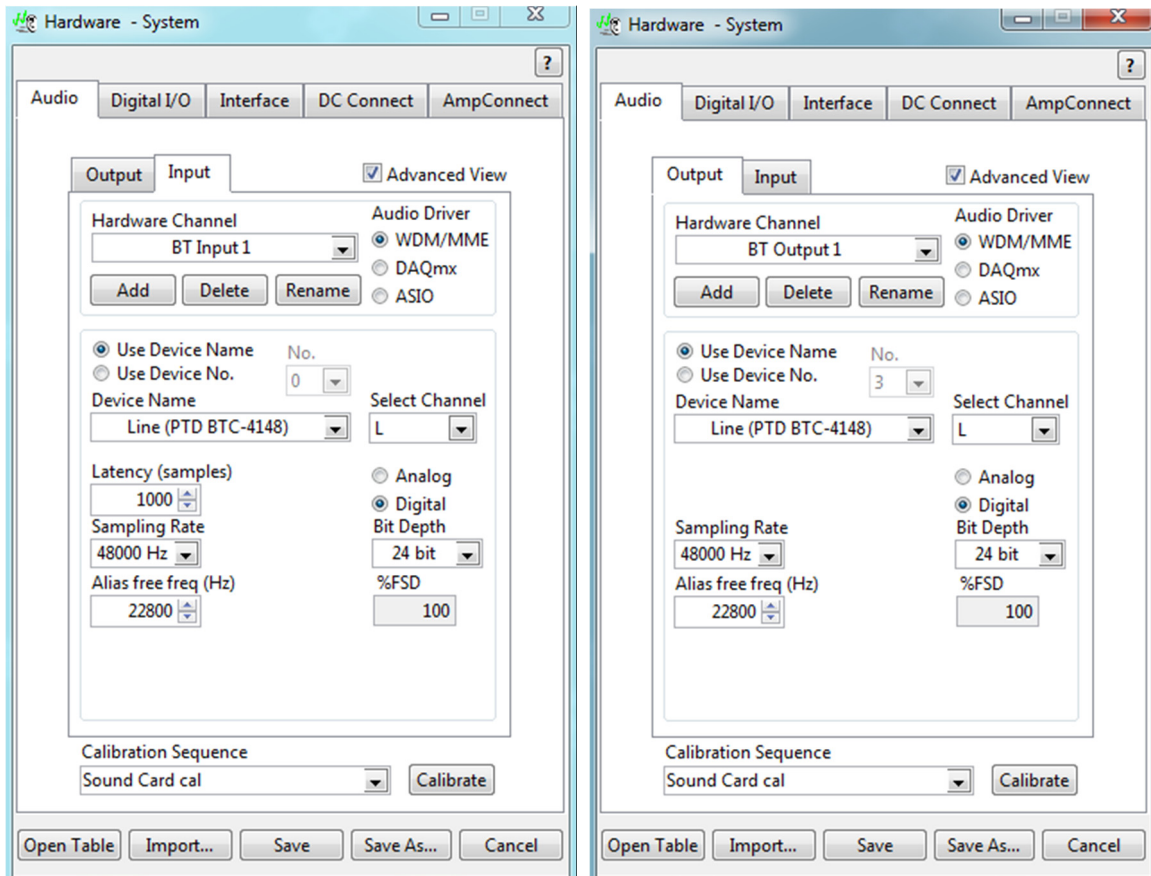 Hardware - System
?
Audio Digital I/O Interface DC Connect AmpConnect
Output Input Advanced View
Hardware Channel Audio Driver
BT Input 1 WDM/MME
DAQmx
Add Delete Rename ASIO
Use Device Name No.
Use Device No. 0
Device Name Select Channel
Line (PTD BTC-4148) L
Latency (samples) Analog
1000 Digital
Sampling Rate Bit Depth
48000 Hz 24 bit
Alias free freq (Hz) %FSD
22800 100
Calibration Sequence
Sound Card cal Calibrate
Open Table Import... Save Save As... Cancel
Hardware - System
?
Audio Digital I/O Interface DC Connect AmpConnect
Output Input Advanced View
Hardware Channel Audio Driver
BT Output 1 WDM/MME
DAQmx
Add Delete Rename ASIO
Use Device Name No.
Use Device No. 3
Device Name Select Channel
Line (PTD BTC-4148) L
Analog
Digital
Sampling Rate Bit Depth
48000 Hz 24 bit
Alias free freq (Hz) %FSD
22800 100
Calibration Sequence
Sound Card cal Calibrate
Open Table Import... Save Save As... Cancel